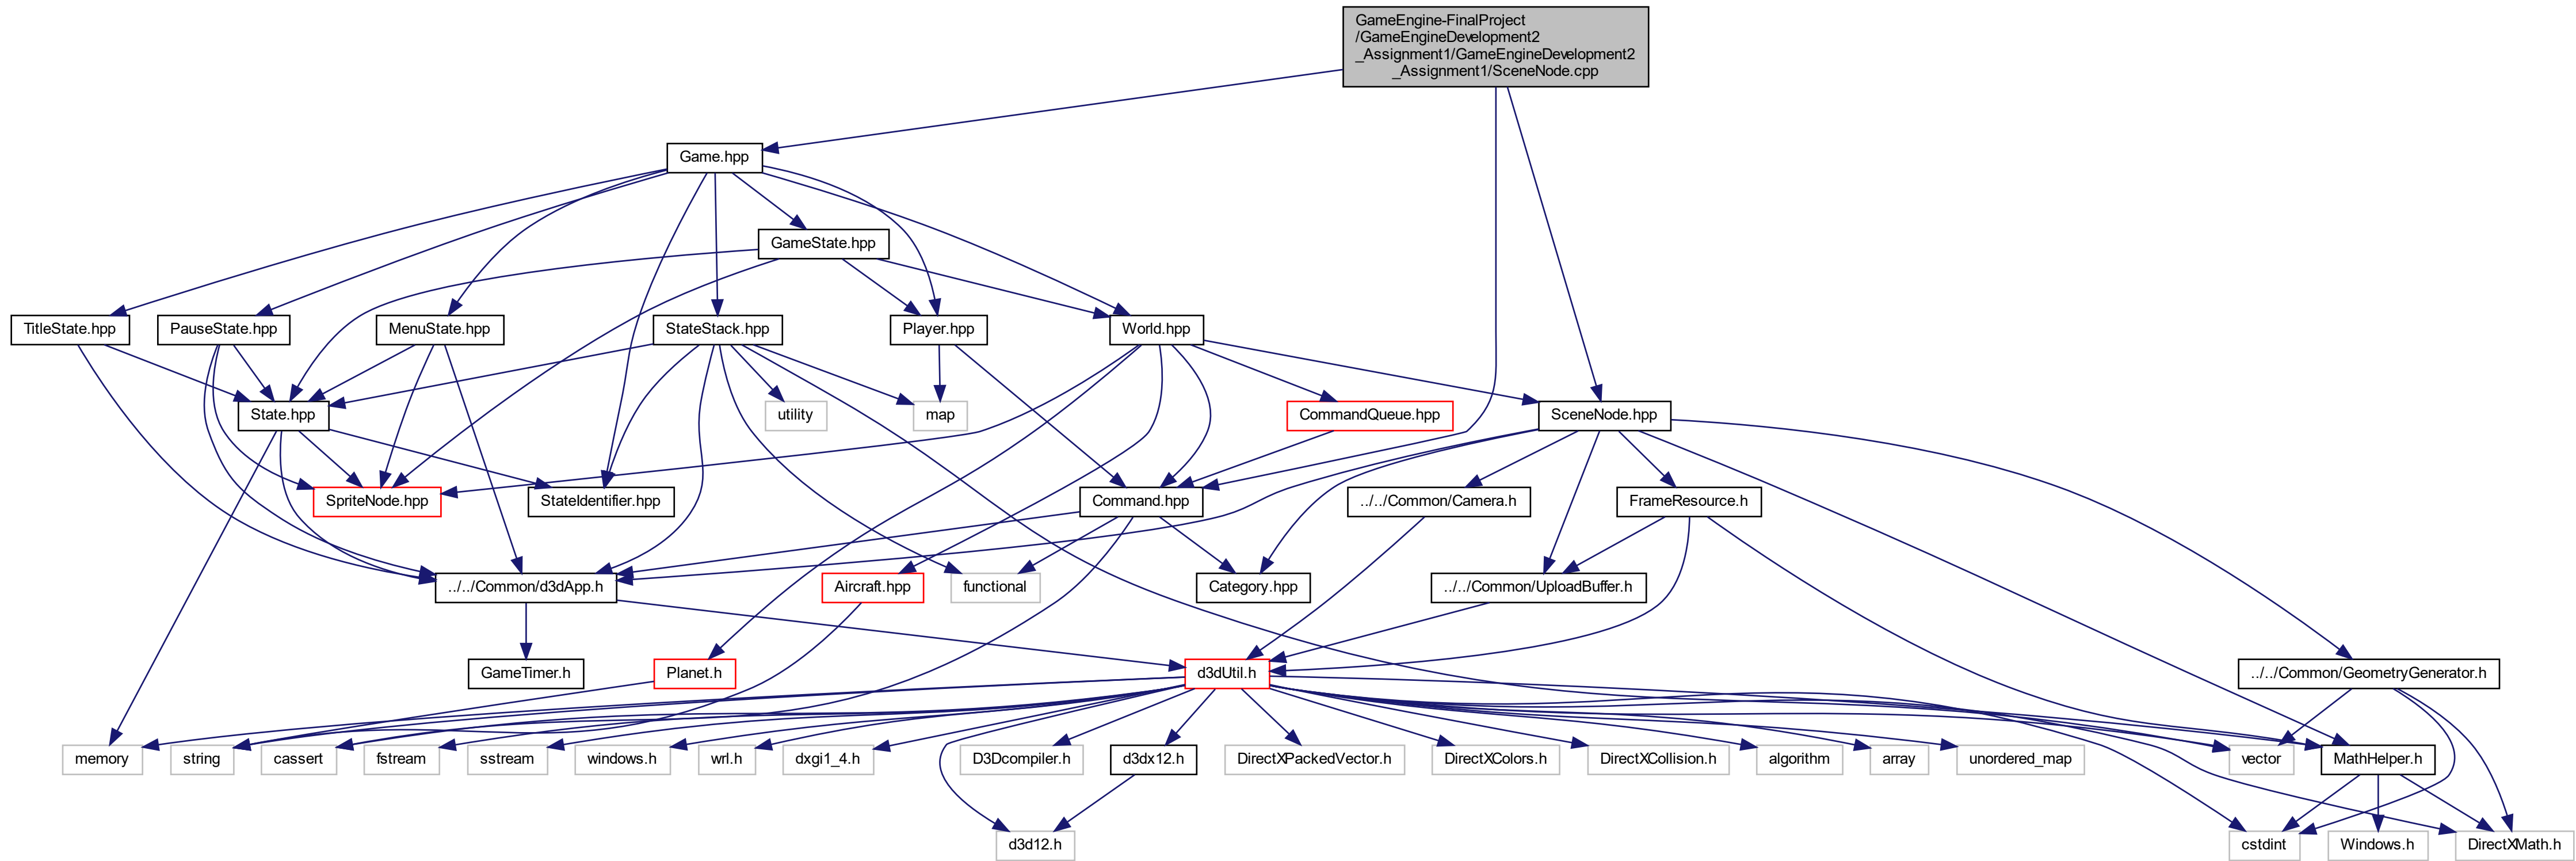 GameEngine-FinalProject
/GameEngineDevelopment2
_Assignment1/GameEngineDevelopment2
_Assignment1/SceneNode.cpp
Game.hpp
GameState.hpp
TitleState.hpp
PauseState.hpp
MenuState.hpp
StateStack.hpp
Player.hpp
World.hpp
State.hpp
utility
map
CommandQueue.hpp
SceneNode.hpp
SpriteNode.hpp
StateIdentifier.hpp
Command.hpp
../../Common/Camera.h
FrameResource.h
../../Common/d3dApp.h
Aircraft.hpp
functional
Category.hpp
../../Common/UploadBuffer.h
GameTimer.h
Planet.h
d3dUtil.h
../../Common/GeometryGenerator.h
memory
string
cassert
fstream
sstream
windows.h
wrl.h
dxgi1_4.h
D3Dcompiler.h
d3dx12.h
DirectXPackedVector.h
DirectXColors.h
DirectXCollision.h
algorithm
array
unordered_map
vector
MathHelper.h
d3d12.h
cstdint
Windows.h
DirectXMath.h